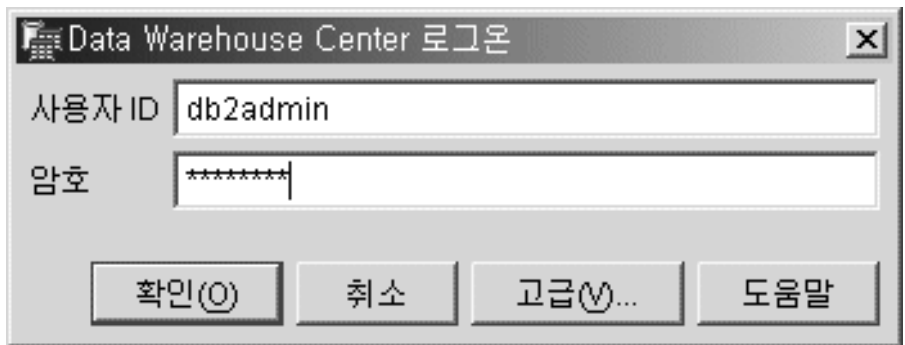 Data Warehouse Center 로그온
사용자 ID db2admin
암호 ********
확인(O) 취소 고급(V)... 도움말